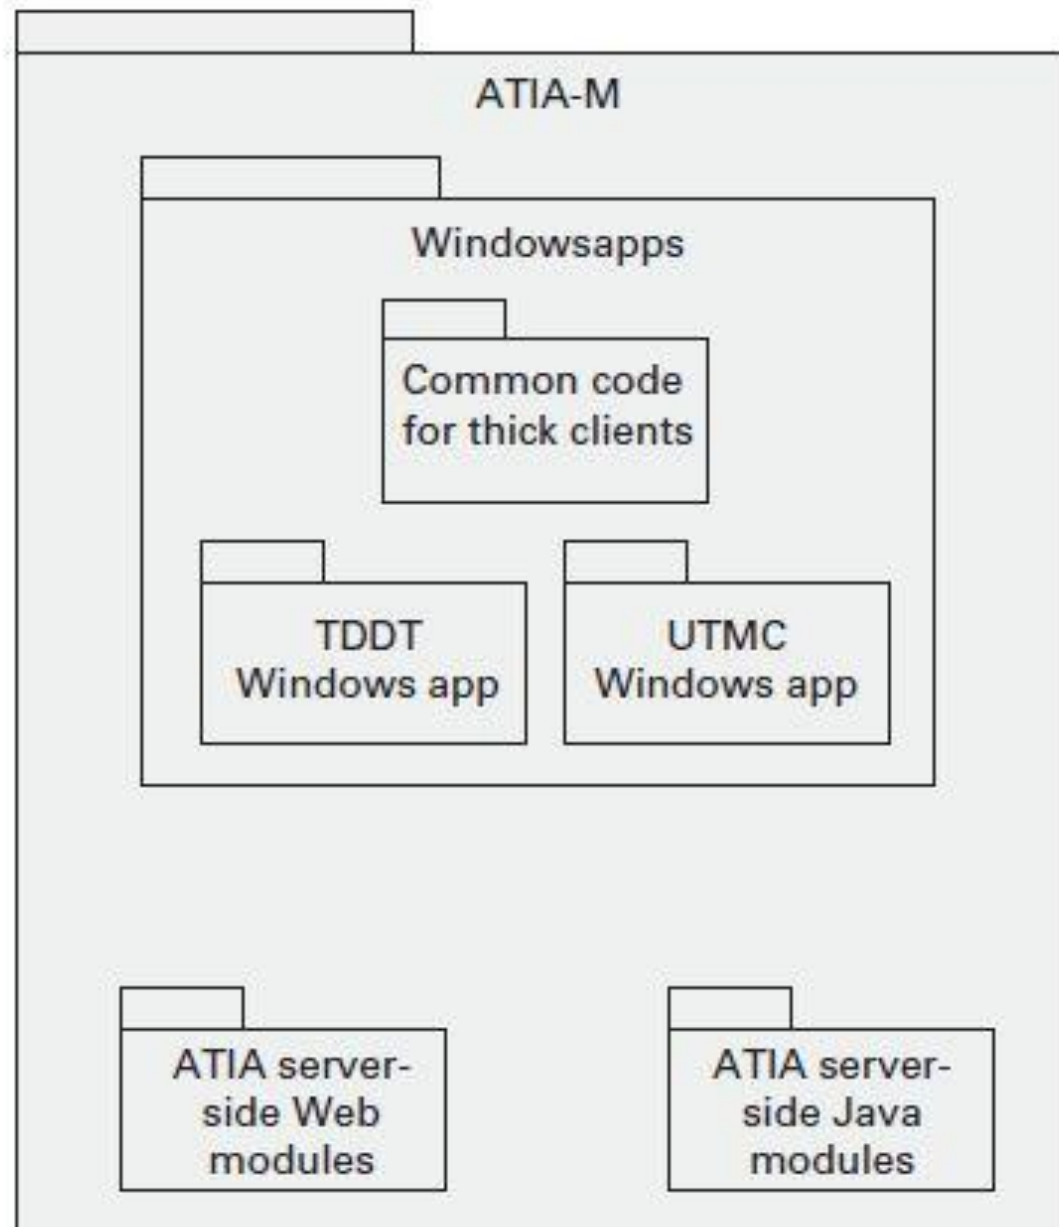 ATIA-M
Windowsapps
Common code
for thick clients
TDDT
Windows app
UTMC
Windows app
ATIA server-
side Web
modules
ATIA server-
side Java
modules